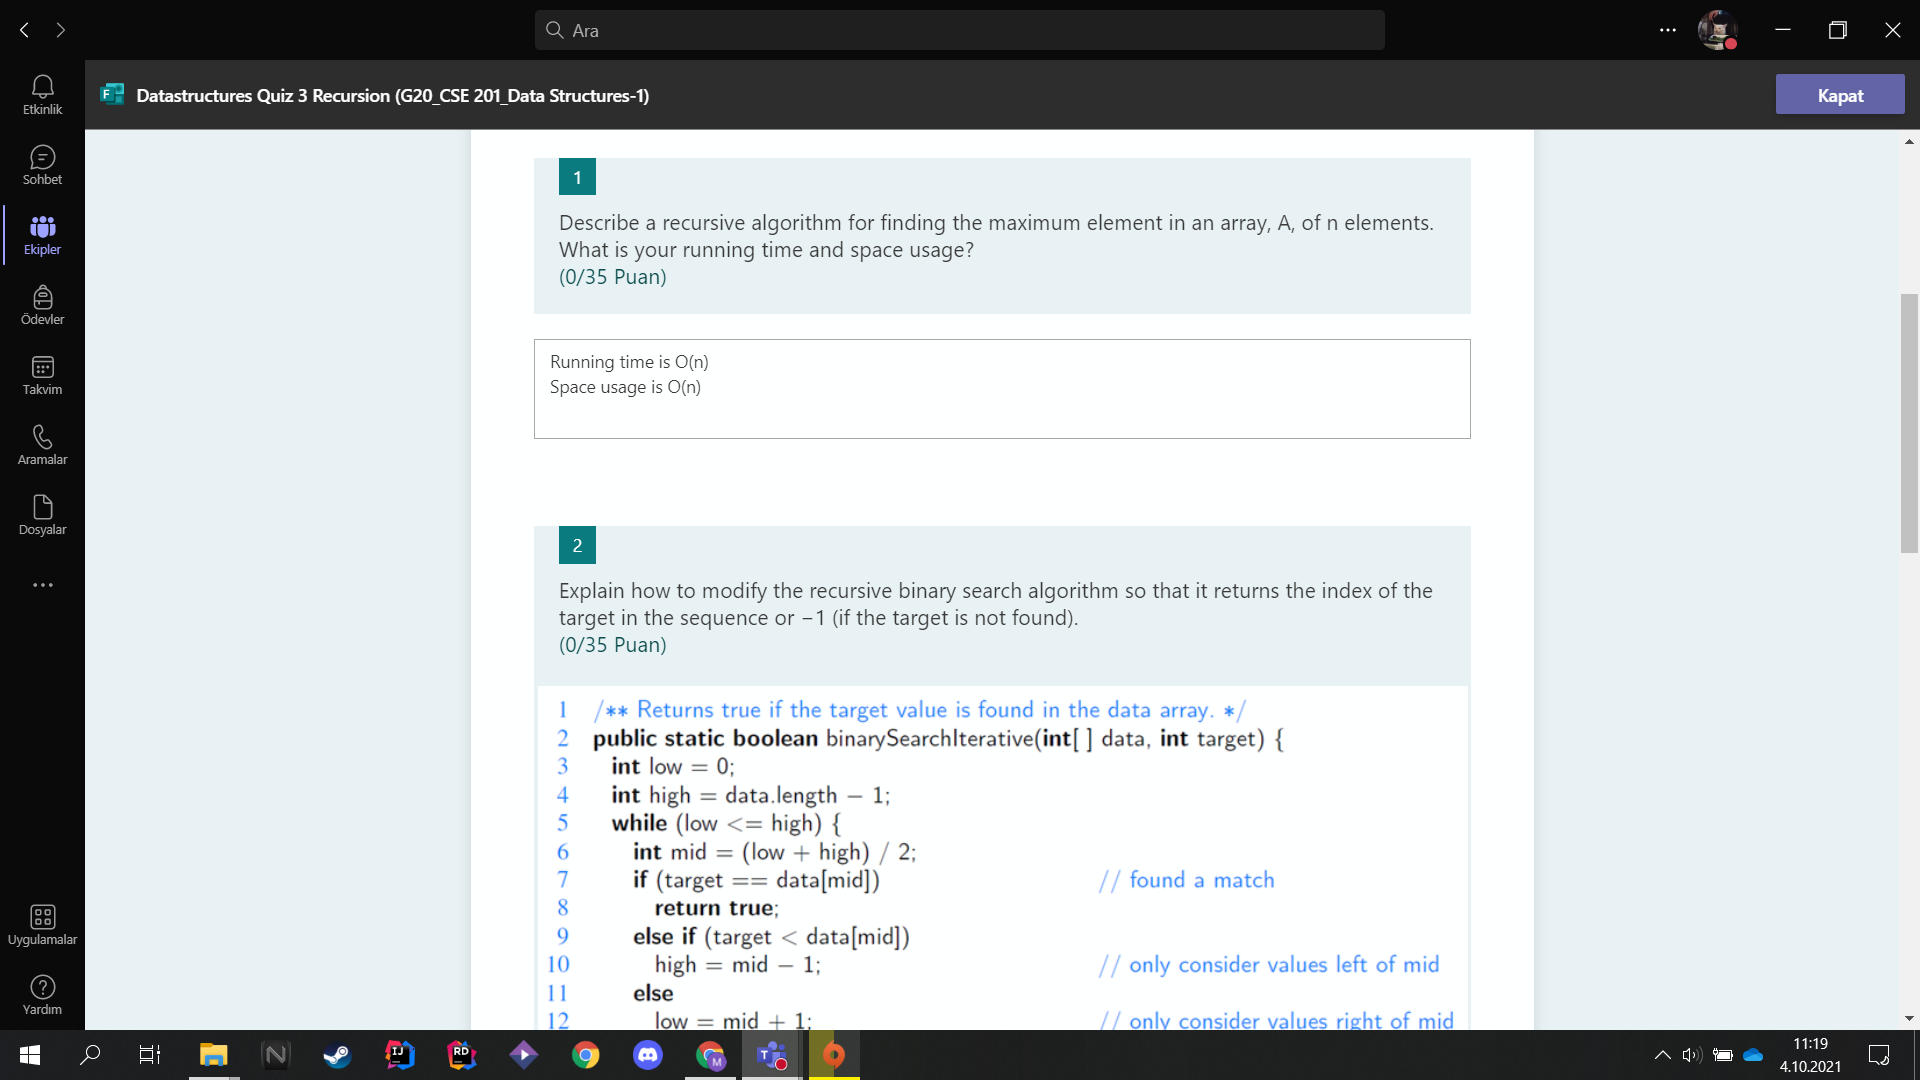 Ara
Etkinlik
Datastructures Quiz 3 Recursion (G20_CSE 201_Data Structures-1)
Kapat
Sohbet
Ekipler
Ödevler
Takvim
Aramalar
Dosyalar
Uygulamalar
Yardım
1
Describe a recursive algorithm for finding the maximum element in an array, A, of n elements.
What is your running time and space usage?
(0/35 Puan)
Running time is O(n)
Space usage is O(n)
2
Explain how to modify the recursive binary search algorithm so that it returns the index of the
target in the sequence or −1 (if the target is not found).
(0/35 Puan)
1 /** Returns true if the target value is found in the data array. */
2 public static boolean binarySearchIterative(int[ ] data, int target) {
3 int low = 0;
4 int high = data.length − 1;
5 while (low <= high) {
6 int mid = (low + high) / 2;
7 if (target == data[mid]) // found a match
8 return true;
9 else if (target < data[mid])
10 high = mid − 1; // only consider values left of mid
11 else
12 low = mid + 1; // only consider values right of mid
11:19
4.10.2021